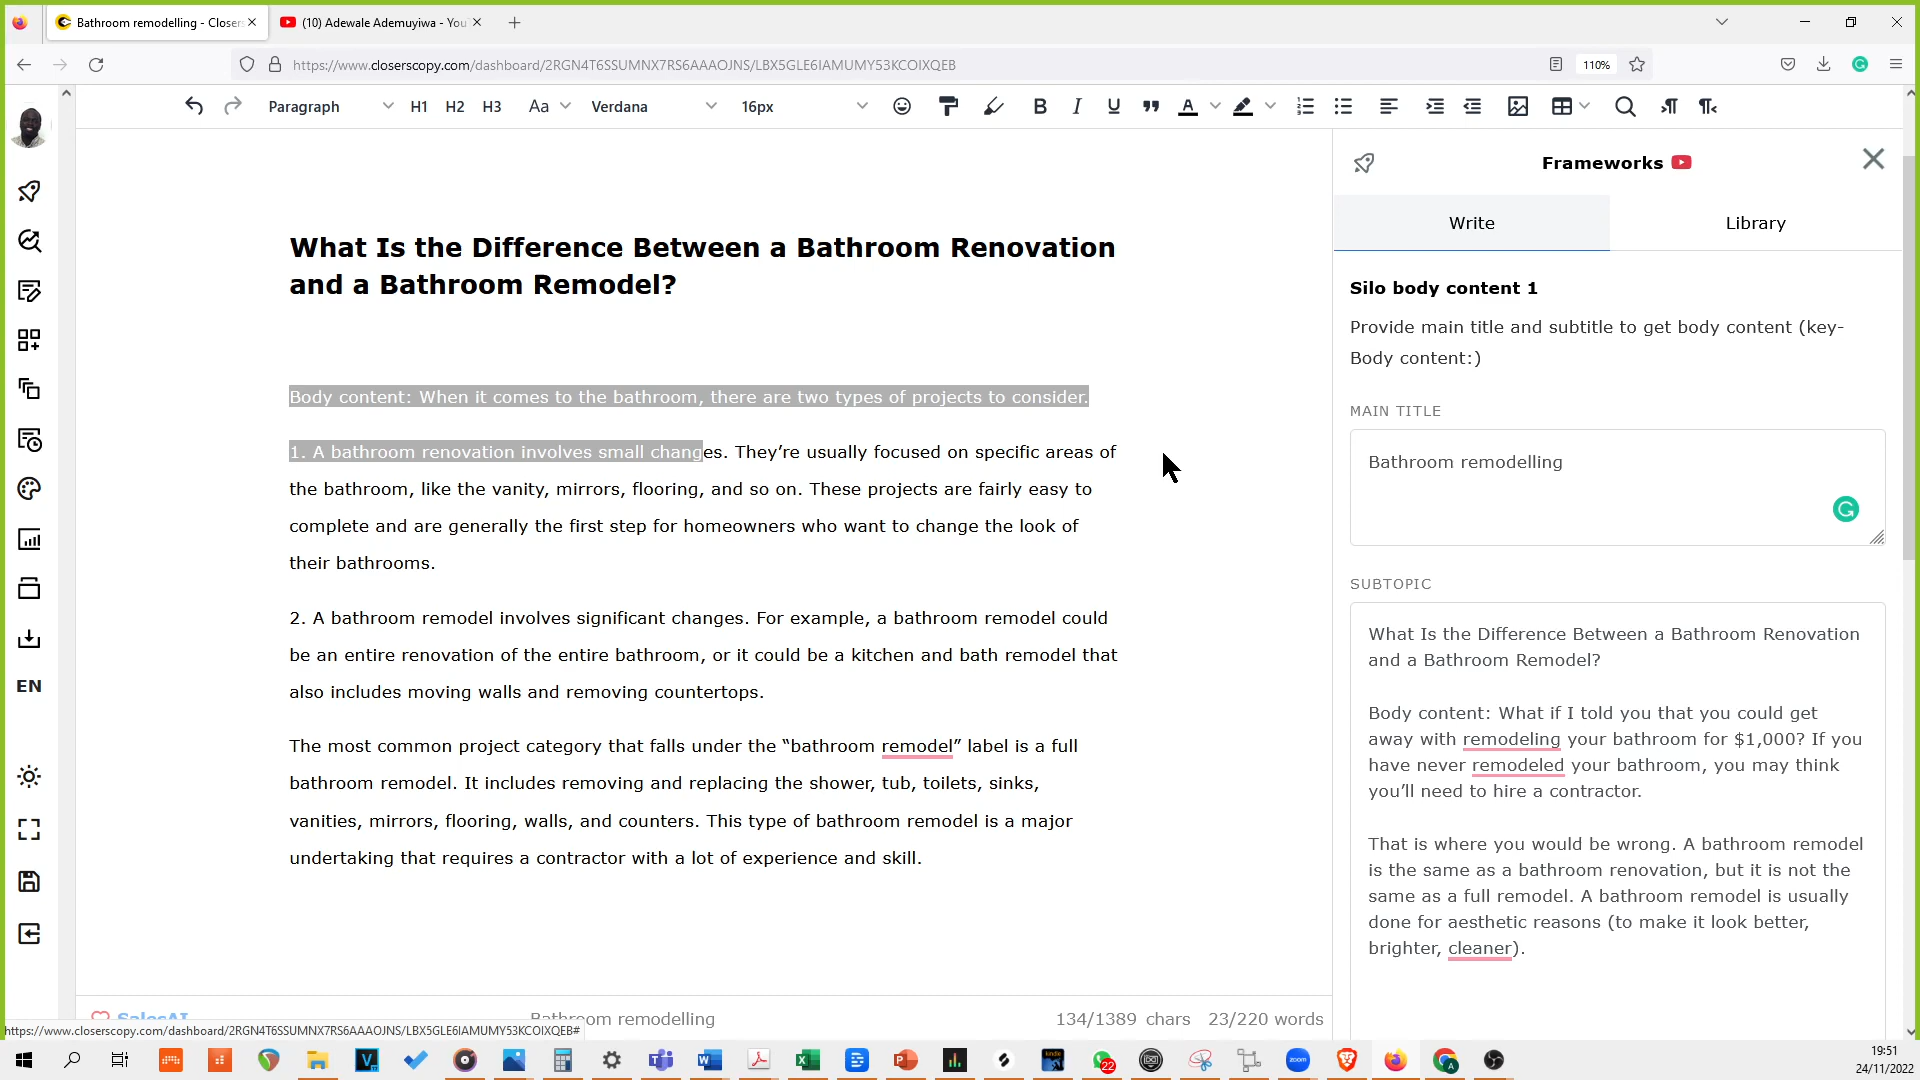 Bathroom remodelling - Closers
(10) Adewale Ademuyiwa - You
https://www.closerscopy.com/dashboard/2RGN4T6SSUMNX7RS6AAAOJNS/LBX5GLE6IAMUMY53KCOIXQEB
110%
Paragraph
H1
H2
H3
Aa
Verdana
16px
What Is the Difference Between a Bathroom Renovation
and a Bathroom Remodel?
Body content: When it comes to the bathroom, there are two types of projects to consider.
1. A bathroom renovation involves small changes. They’re usually focused on specific areas of
the bathroom, like the vanity, mirrors, flooring, and so on. These projects are fairly easy to
complete and are generally the first step for homeowners who want to change the look of
their bathrooms.
2. A bathroom remodel involves significant changes. For example, a bathroom remodel could
be an entire renovation of the entire bathroom, or it could be a kitchen and bath remodel that
also includes moving walls and removing countertops.
The most common project category that falls under the “bathroom remodel” label is a full
bathroom remodel. It includes removing and replacing the shower, tub, toilets, sinks,
vanities, mirrors, flooring, walls, and counters. This type of bathroom remodel is a major
undertaking that requires a contractor with a lot of experience and skill.
EN
Frameworks
Write
Library
Silo body content 1
Provide main title and subtitle to get body content (key-
Body content:)
MAIN TITLE
Bathroom remodelling
SUBTOPIC
What Is the Difference Between a Bathroom Renovation
and a Bathroom Remodel?
Body content: What if I told you that you could get
away with remodeling your bathroom for $1,000? If you
have never remodeled your bathroom, you may think
you’ll need to hire a contractor.
That is where you would be wrong. A bathroom remodel
is the same as a bathroom renovation, but it is not the
same as a full remodel. A bathroom remodel is usually
done for aesthetic reasons (to make it look better,
brighter, cleaner).
SalesAI
Bathroom remodelling
134/1389 chars
23/220 words
https://www.closerscopy.com/dashboard/2RGN4T6SSUMNX7RS6AAAOJNS/LBX5GLE6IAMUMY53KCOIXQEB#
kindle
22
zoom
19:51
24/11/2022